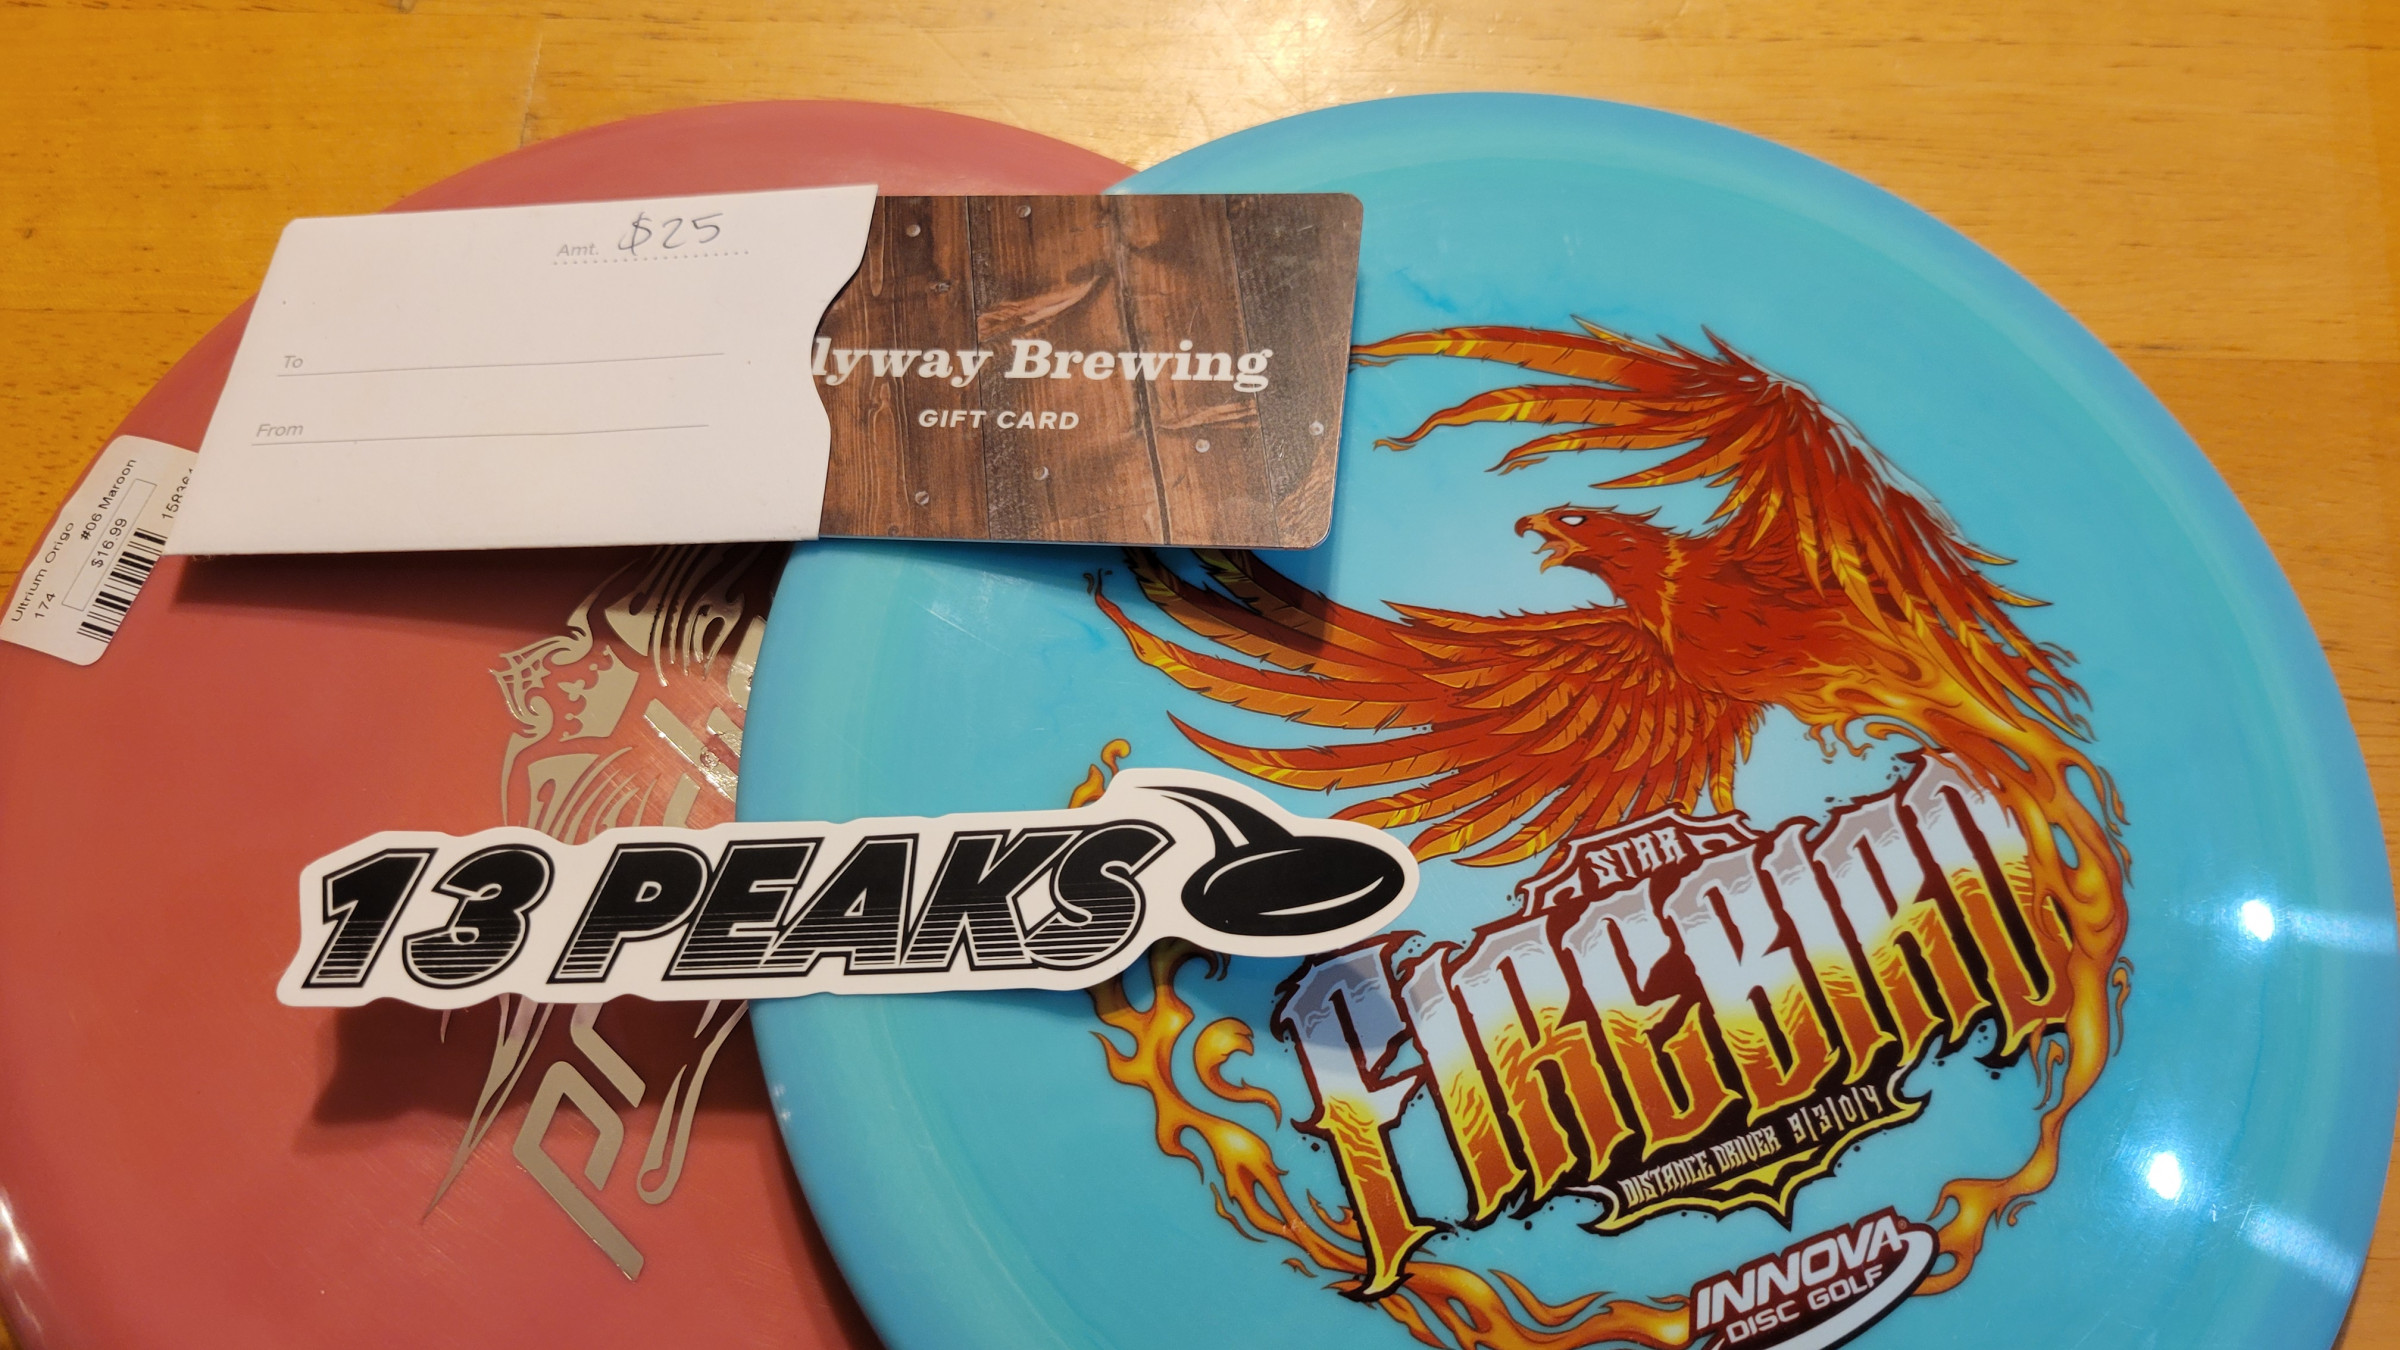 Amt. $25
To
From
lyway Brewing
GIFT CARD
Ultrium Origo
174
#06 Maroon
$16.99
13 PEAKS
STAR
FIREBIRD
DISTANCE DRIVER 9|3|0|4
INNOVA
DISC GOLF